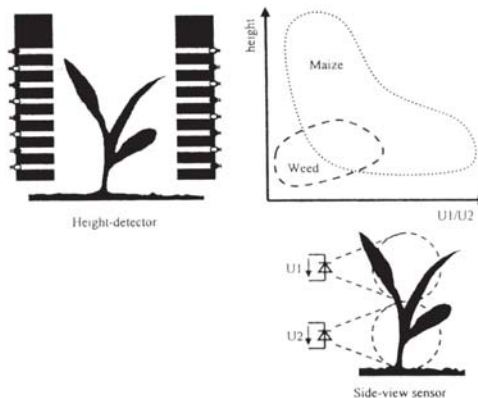 height
Maize
Weed
U1/U2
Height-detector
U1
U2
Side-view sensor